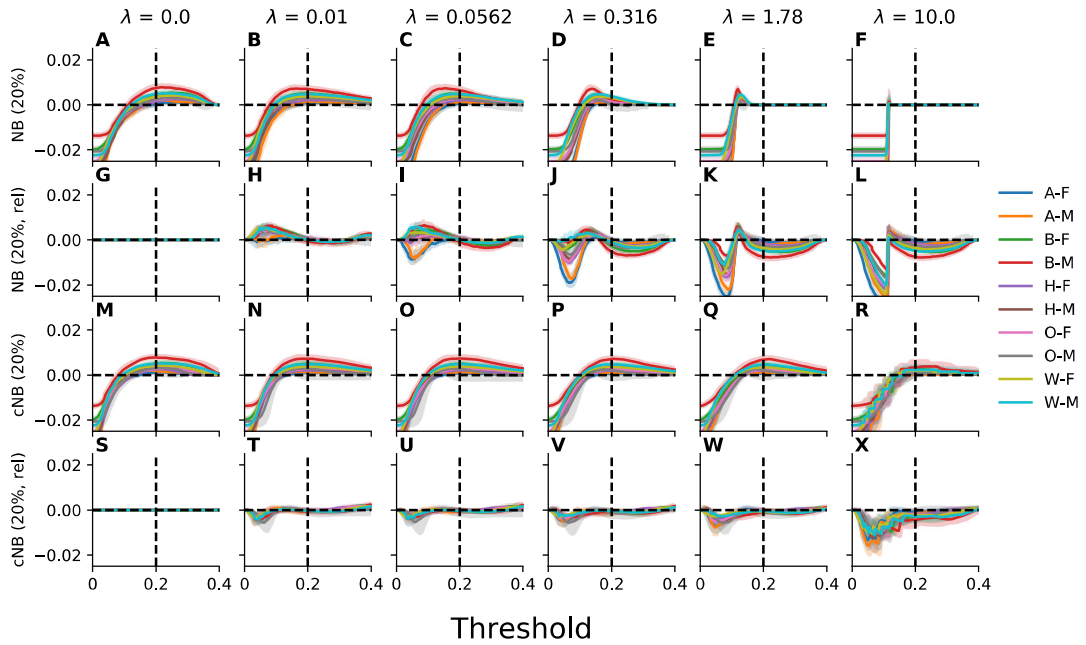 λ = 0.0 λ = 0.01 λ = 0.0562 λ = 0.316 λ = 1.78 λ = 10.0
A B C D E F
NB (20%)
0.02
0.00
−0.02
G H I J K L
NB (20%, rel)
0.02
0.00
−0.02
M N O P Q R
cNB (20%)
0.02
0.00
−0.02
S T U V W X
cNB (20%, rel)
0.02
0.00
−0.02
0 0.2 0.4 0 0.2 0.4 0 0.2 0.4 0 0.2 0.4 0 0.2 0.4 0 0.2 0.4
Threshold
A-F
A-M
B-F
B-M
H-F
H-M
O-F
O-M
W-F
W-M